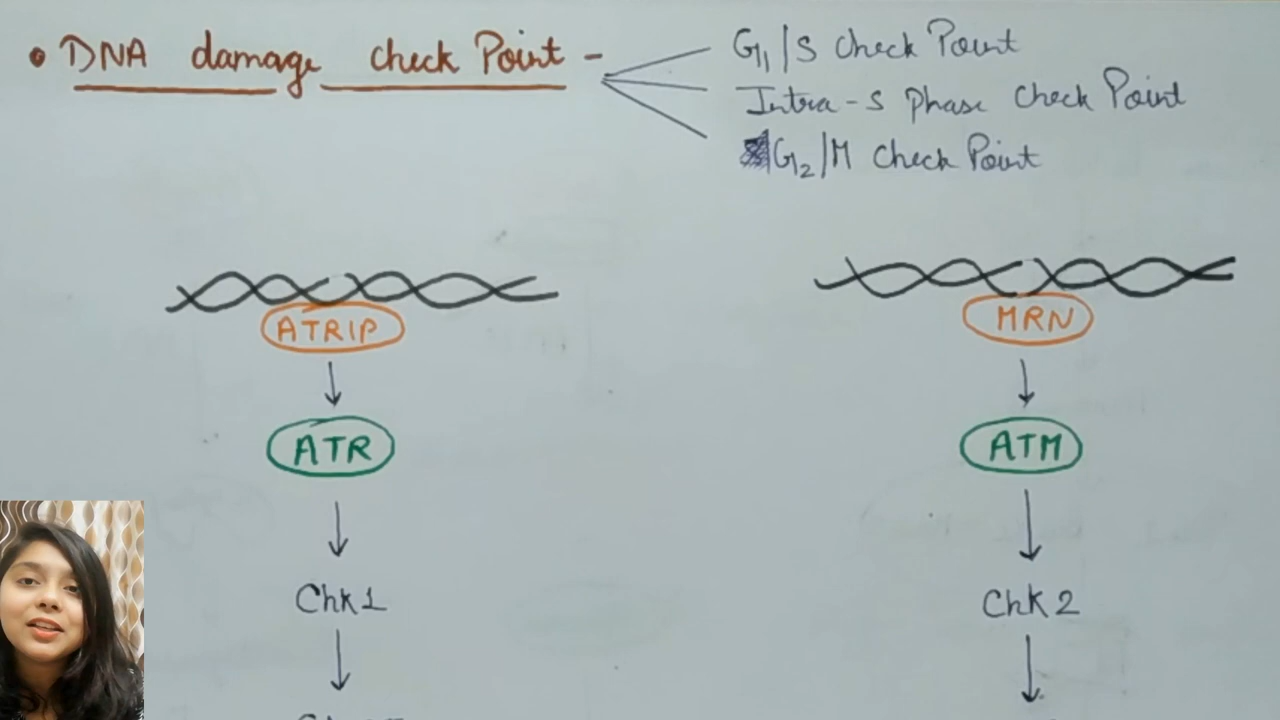 • DNA damage check Point -
G1/S check Point
Intra-S Phase check Point
G2/M check Point
ATRIP
MRN
ATR
ATM
Chk1
Chk2